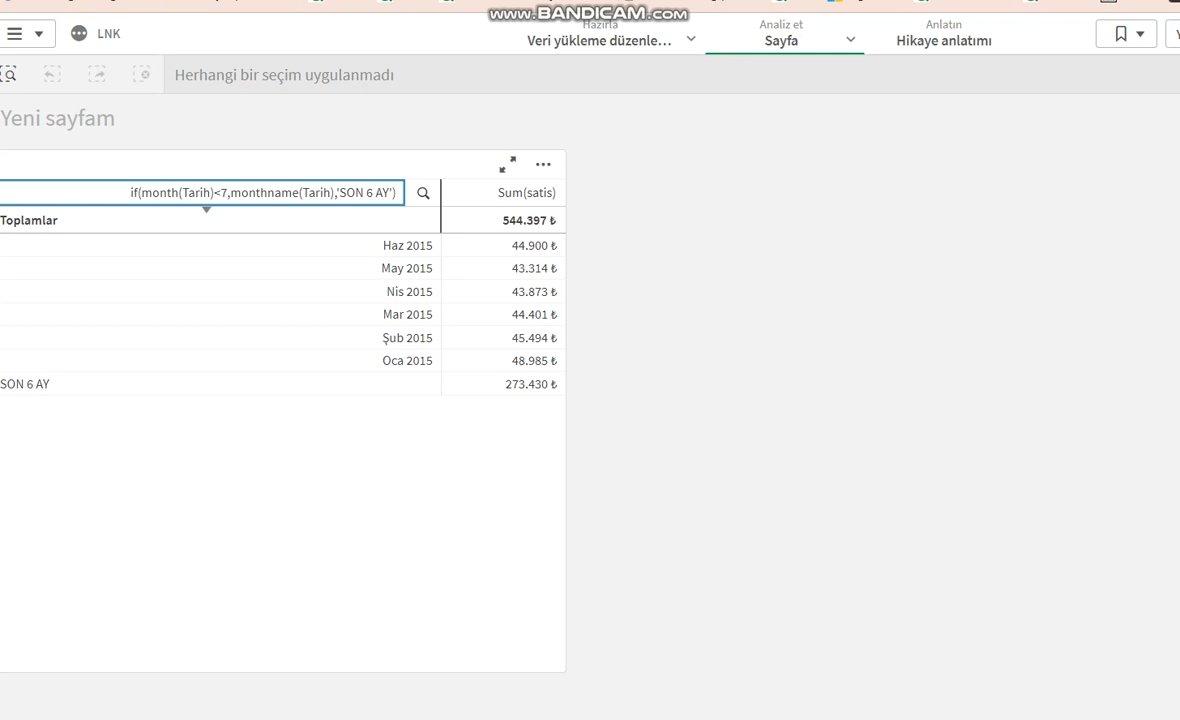 www.BANDICAM.com
LNK
Hazırla
Veri yükleme düzenle...
Analiz et
Sayfa
Anlatın
Hikaye anlatımı
Herhangi bir seçim uygulanmadı
Yeni sayfam
if(month(Tarih)<7,monthname(Tarih),'SON 6 AY')
Sum(satis)
Toplamlar 544.397 ₺
Haz 2015 44.900 ₺
May 2015 43.314 ₺
Nis 2015 43.873 ₺
Mar 2015 44.401 ₺
Şub 2015 45.494 ₺
Oca 2015 48.985 ₺
SON 6 AY 273.430 ₺